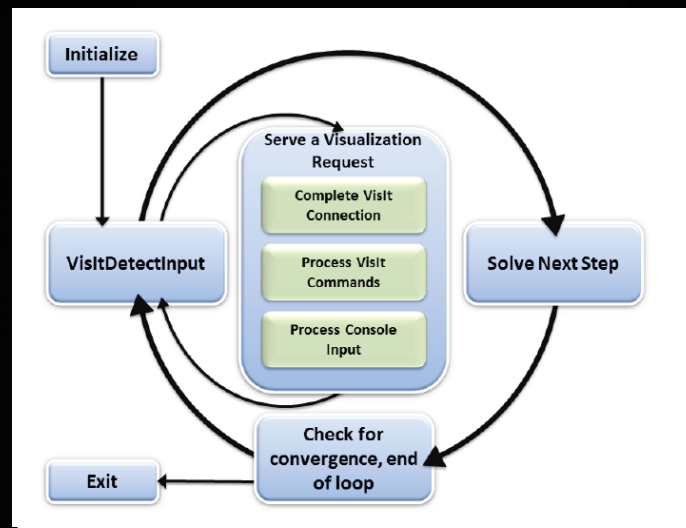 Initialize
Serve a Visualization
Request
Complete VisIt
Connection
VisItDetectInput
Process VisIt
Commands
Solve Next Step
Process Console
Input
Check for
convergence, end
of loop
Exit